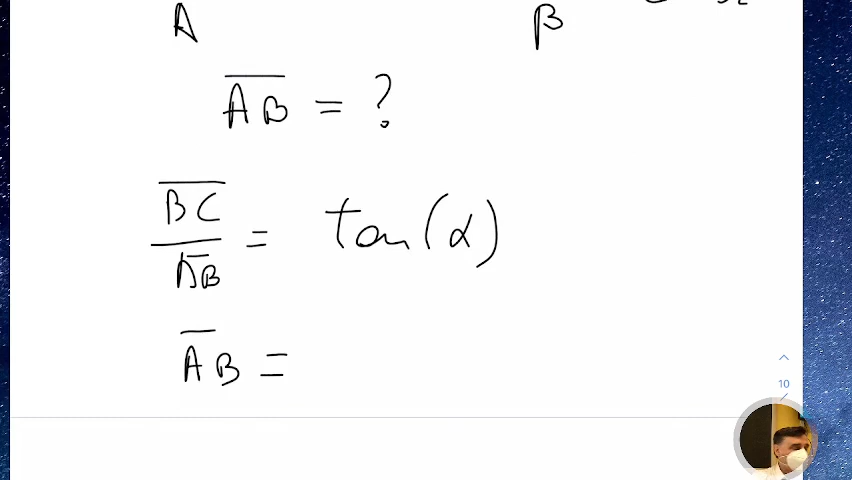 A B
AB = ?
BC
AB = tan(α)
AB =
10